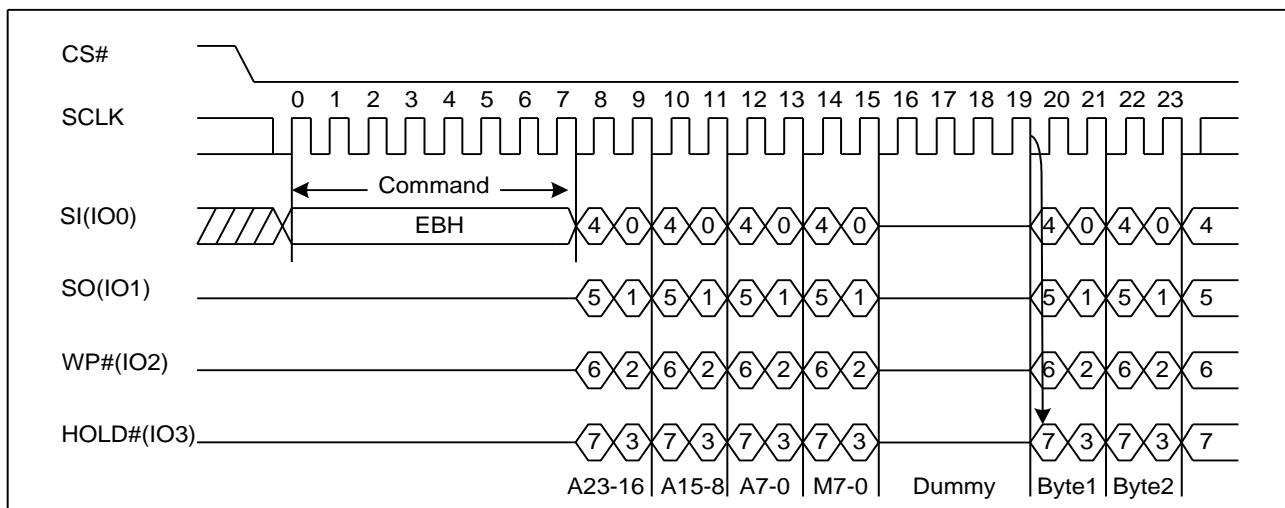 CS#
0 1 2 3 4 5 6 7 8 9 10 11 12 13 14 15 16 17 18 19 20 21 22 23
SCLK
Command
SI(IO0) EBH 4 0 4 0 4 0 4 0 4 0 4 0 4
SO(IO1) 5 1 5 1 5 1 5 1 5 1 5 1 5
WP#(IO2) 6 2 6 2 6 2 6 2 6 2 6 2 6
HOLD#(IO3) 7 3 7 3 7 3 7 3 7 3 7 3 7
A23-16 A15-8 A7-0 M7-0 Dummy Byte1 Byte2